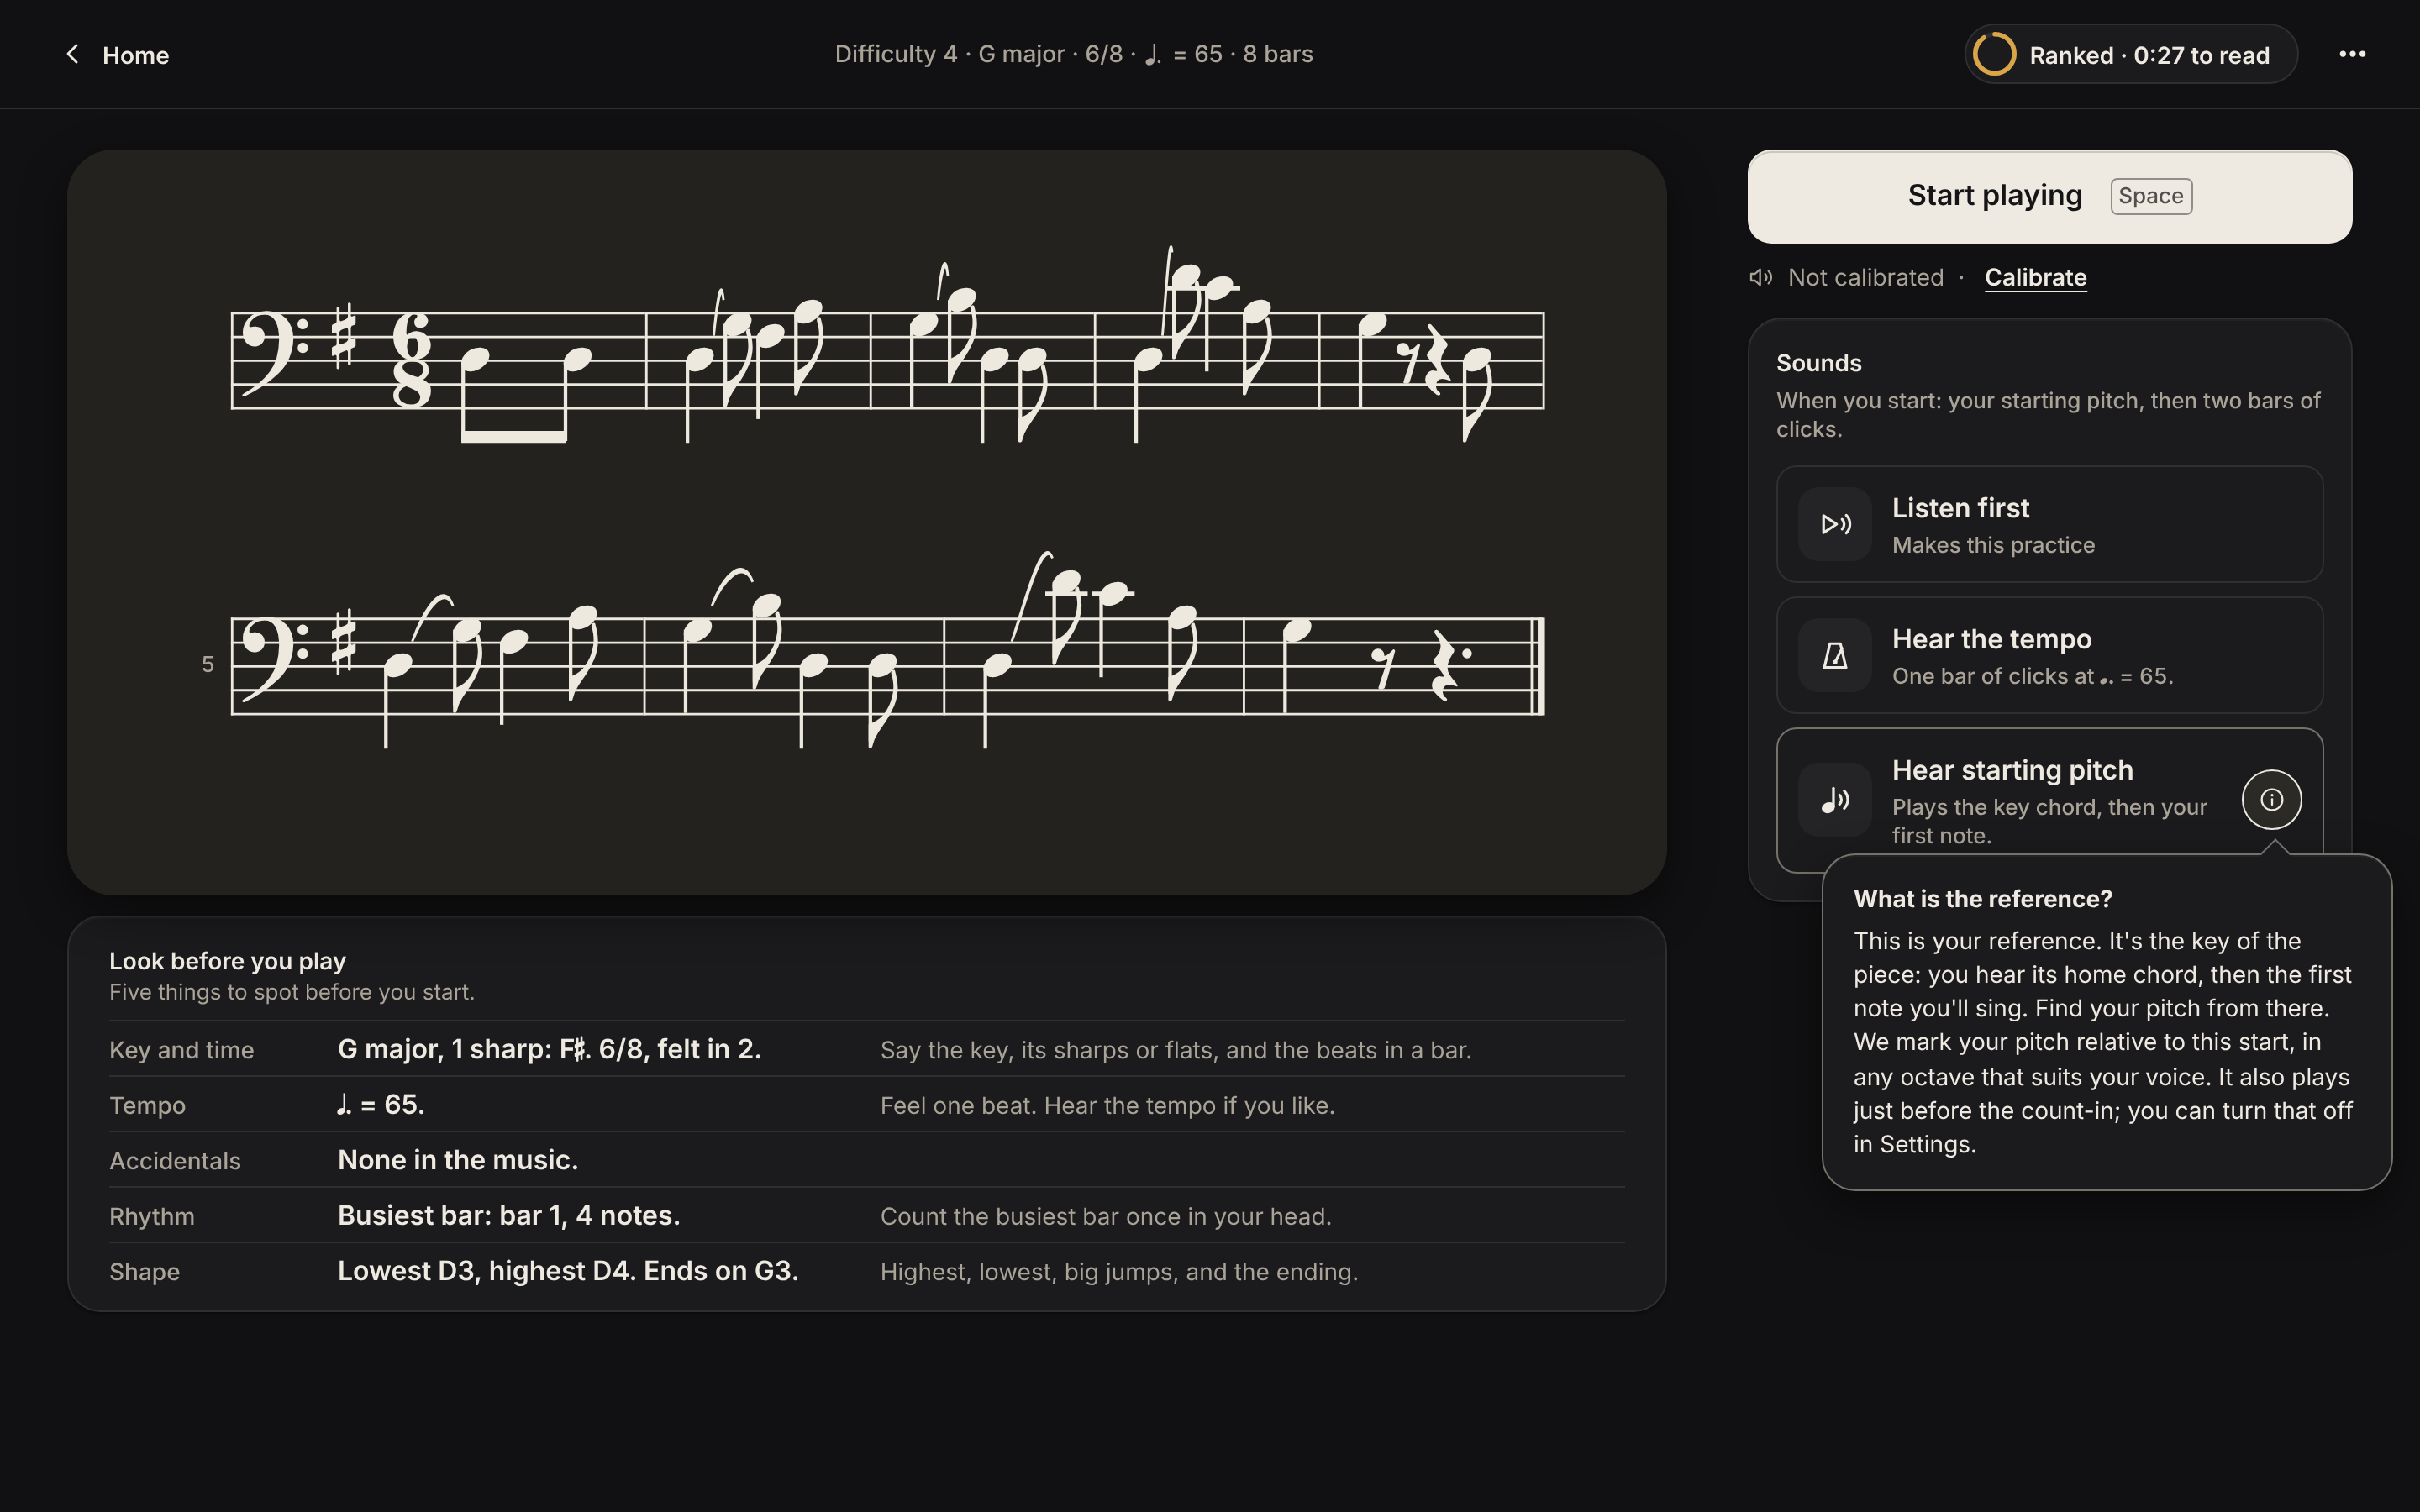 Home
Difficulty 4 · G major · 6/8 · ♩. = 65 · 8 bars
Ranked · 0:27 to read
Start playing Space
Not calibrated · Calibrate
Sounds
When you start: your starting pitch, then two bars of
clicks.
Listen first
Makes this practice
Hear the tempo
One bar of clicks at ♩. = 65.
Hear starting pitch
Plays the key chord, then your
first note.
What is the reference?
This is your reference. It's the key of the
piece: you hear its home chord, then the first
note you'll sing. Find your pitch from there.
We mark your pitch relative to this start, in
any octave that suits your voice. It also plays
just before the count-in; you can turn that off
in Settings.
6
8
5
Look before you play
Five things to spot before you start.
Key and time G major, 1 sharp: F♯. 6/8, felt in 2. Say the key, its sharps or flats, and the beats in a bar.
Tempo ♩. = 65. Feel one beat. Hear the tempo if you like.
Accidentals None in the music.
Rhythm Busiest bar: bar 1, 4 notes. Count the busiest bar once in your head.
Shape Lowest D3, highest D4. Ends on G3. Highest, lowest, big jumps, and the ending.